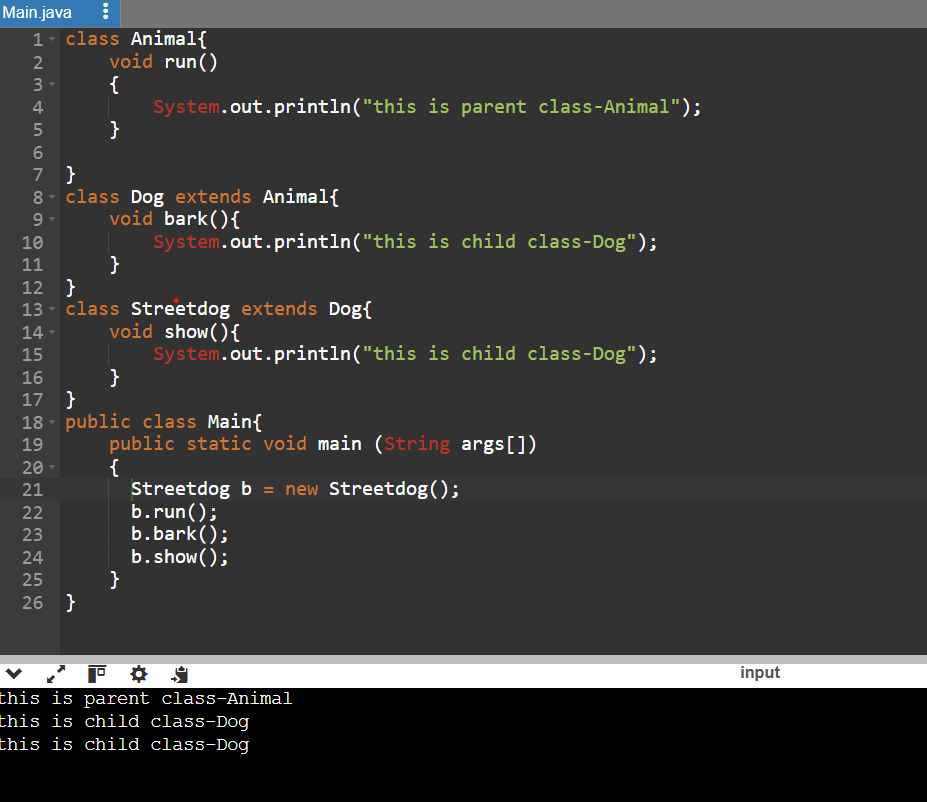 Main.java
1 class Animal{
2     void run()
3     {
4         System.out.println("this is parent class-Animal");
5     }
6
7 }
8 class Dog extends Animal{
9     void bark(){
10         System.out.println("this is child class-Dog");
11     }
12 }
13 class Streetdog extends Dog{
14     void show(){
15         System.out.println("this is child class-Dog");
16     }
17 }
18 public class Main{
19     public static void main (String args[])
20     {
21       Streetdog b = new Streetdog();
22       b.run();
23       b.bark();
24       b.show();
25     }
26 }
input
this is parent class-Animal
this is child class-Dog
this is child class-Dog